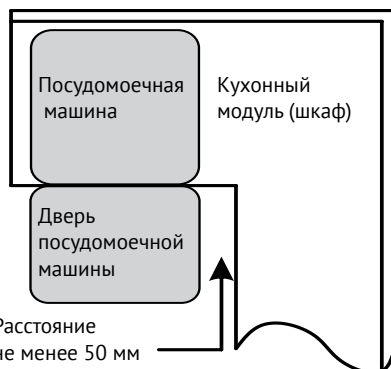 Посудомоечная
машина
Кухонный
модуль (шкаф)
Дверь
посудомоечной
машины
Расстояние
не менее 50 мм